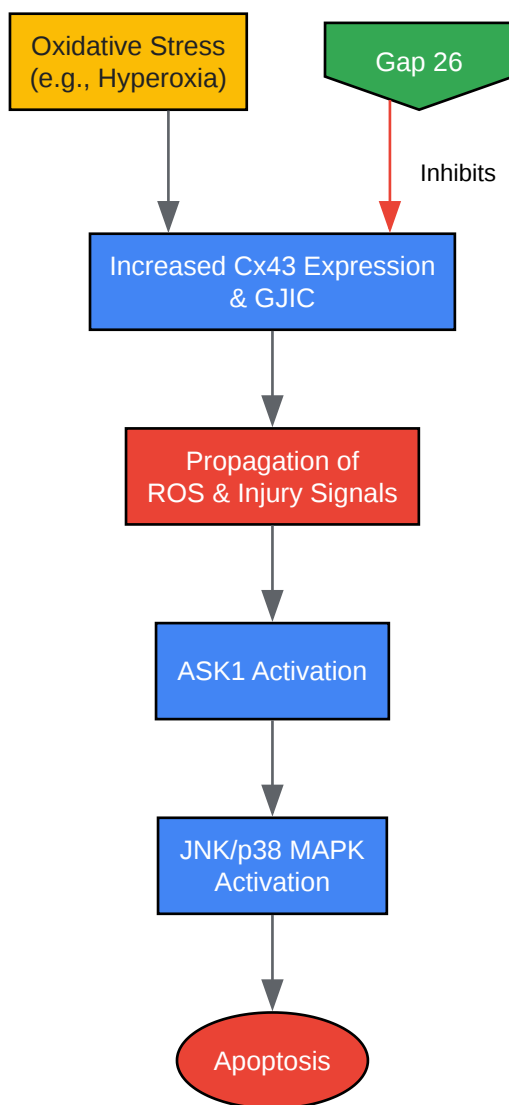 Oxidative Stress
(e.g., Hyperoxia)
Gap 26
Inhibits
Increased Cx43 Expression
& GJIC
Propagation of
ROS & Injury Signals
ASK1 Activation
JNK/p38 MAPK
Activation
Apoptosis